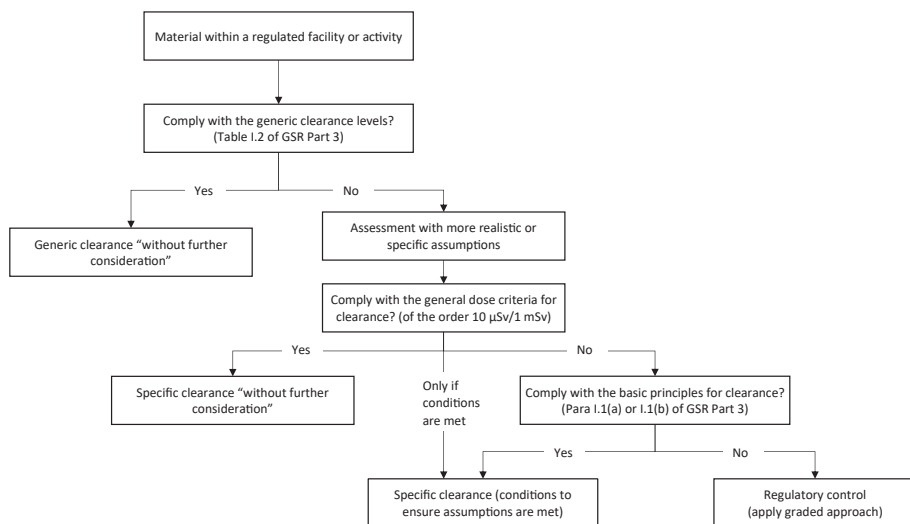 Material within a regulated facility or activity
Comply with the generic clearance levels?
(Table I.2 of GSR Part 3)
Yes
No
Generic clearance “without further
consideration”
Assessment with more realistic or
specific assumptions
Comply with the general dose criteria for
clearance? (of the order 10 µSv/1 mSv)
Yes
No
Specific clearance “without further
consideration”
Only if
conditions
are met
Comply with the basic principles for clearance?
(Para I.1(a) or I.1(b) of GSR Part 3)
Yes
No
Specific clearance (conditions to
ensure assumptions are met)
Regulatory control
(apply graded approach)